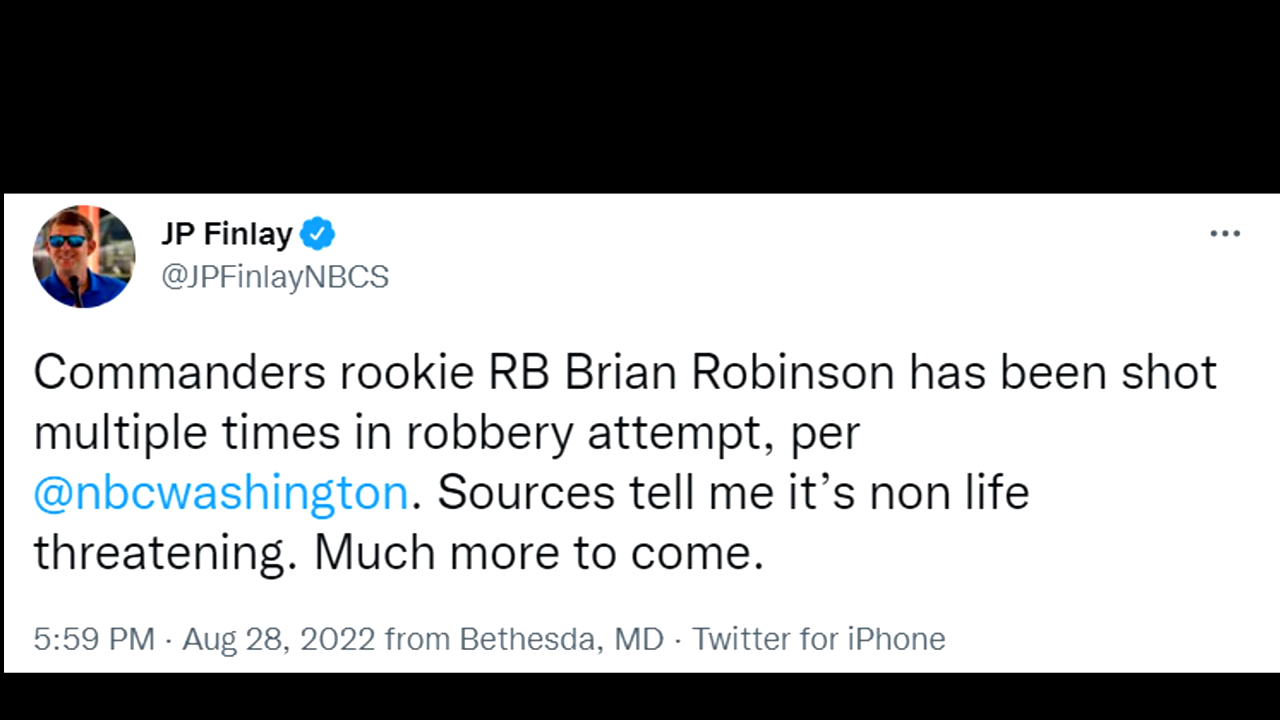 JP Finlay
@JPFinlayNBCS
Commanders rookie RB Brian Robinson has been shot
multiple times in robbery attempt, per
@nbcwashington. Sources tell me it’s non life
threatening. Much more to come.
5:59 PM · Aug 28, 2022 from Bethesda, MD · Twitter for iPhone